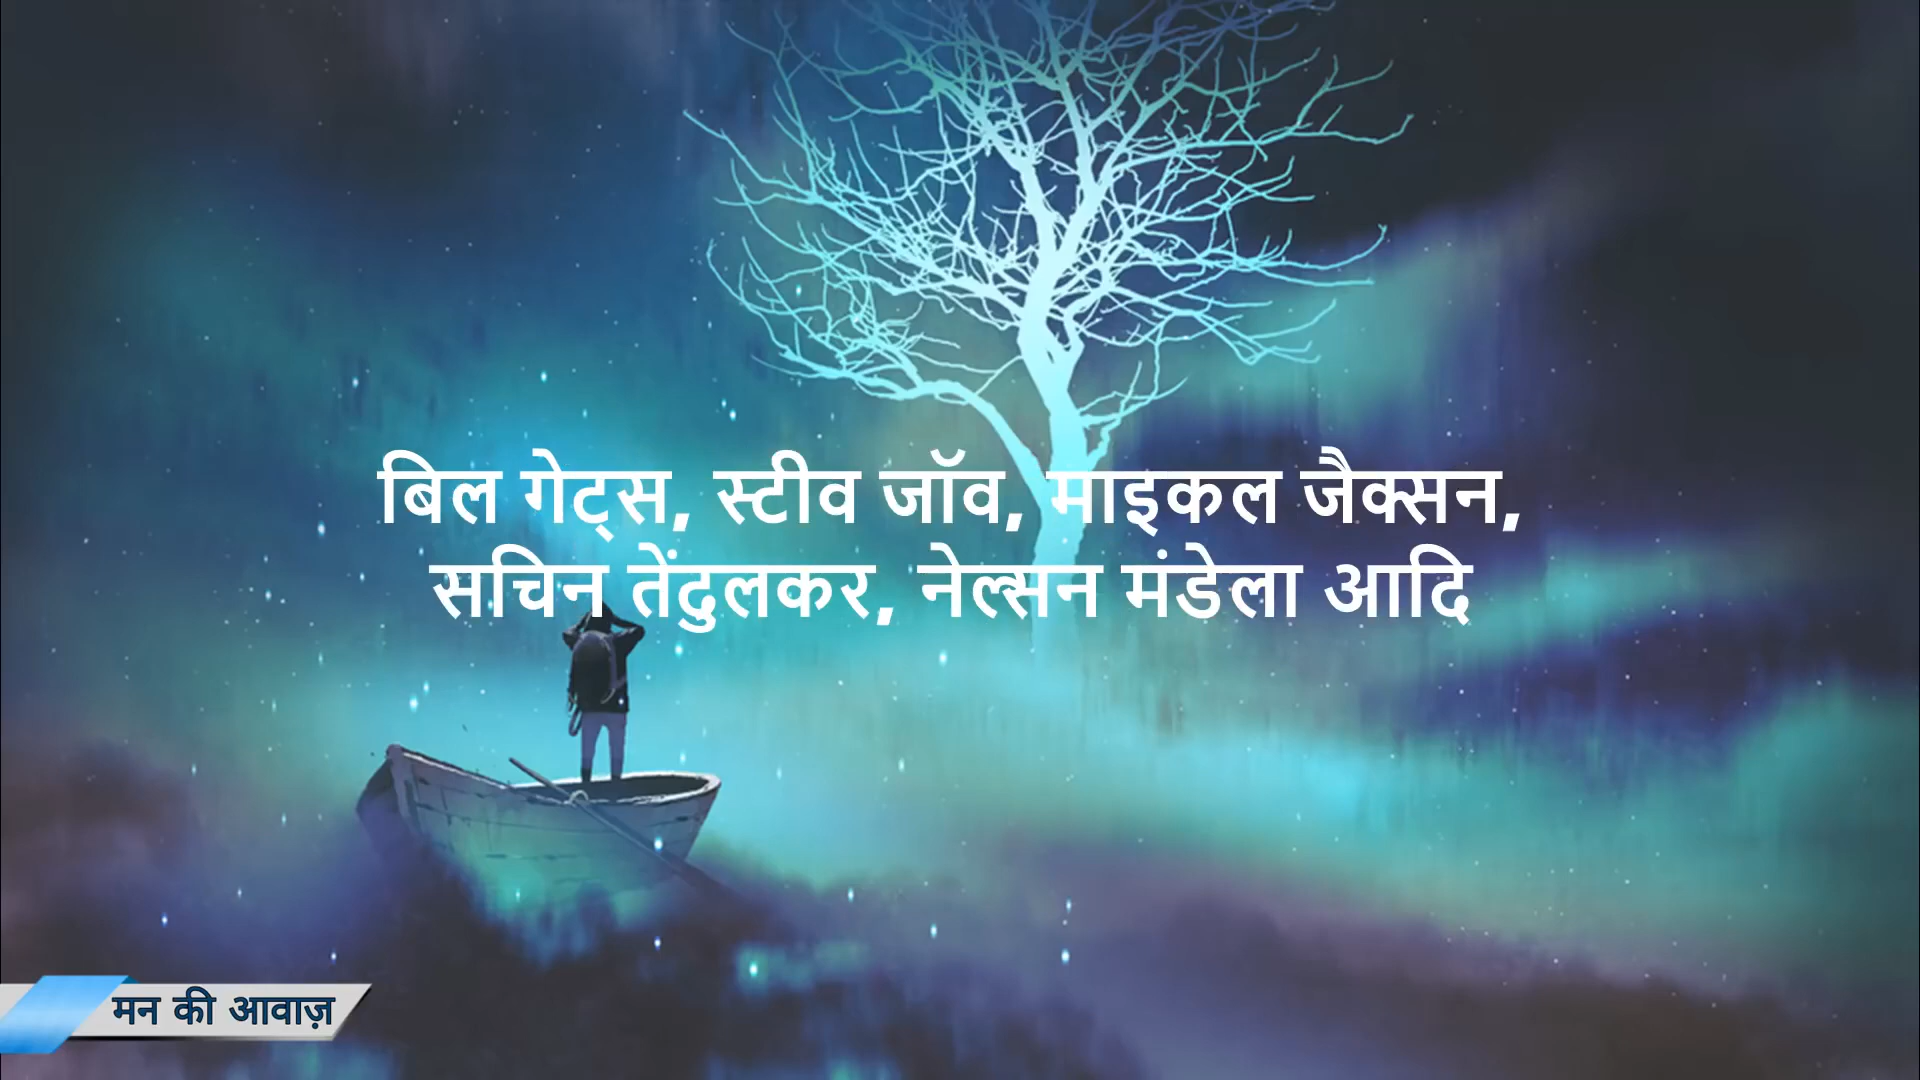 बिल गेट्स, स्टीव जॉव, माइकल जैक्सन,
सचिन तेंदुलकर, नेल्सन मंडेला आदि
मन की आवाज़